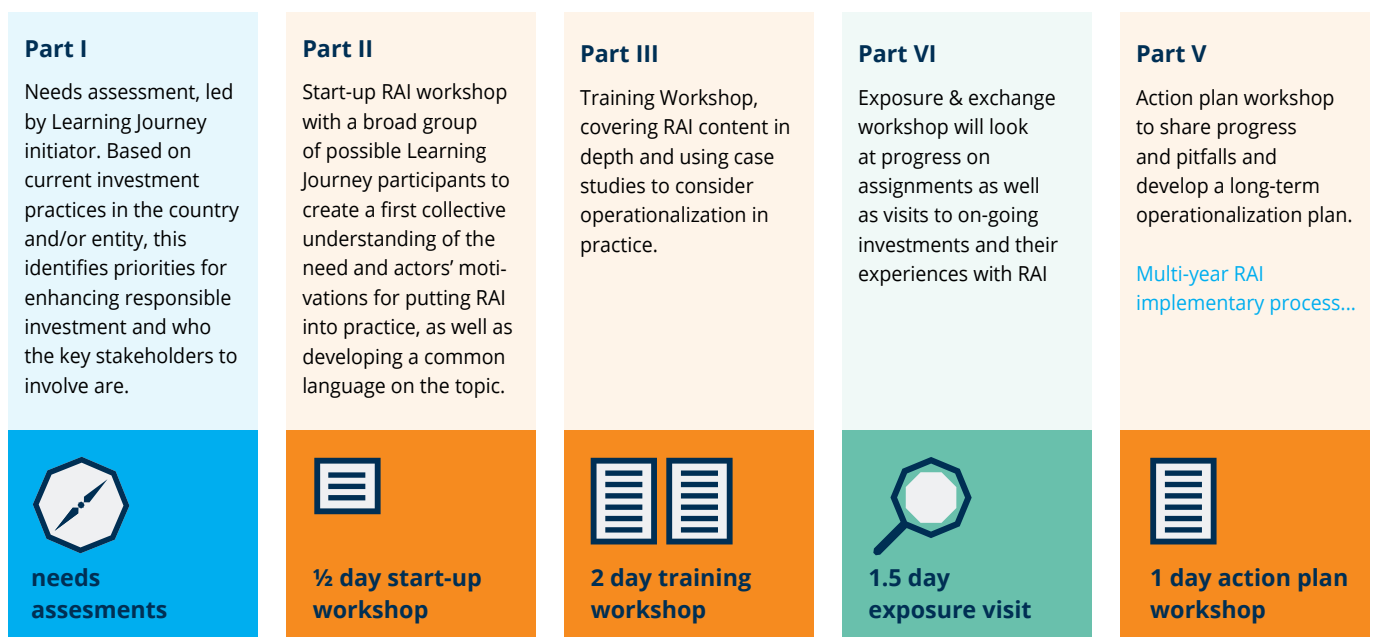 Part I
Needs assessment, led
by Learning Journey
initiator. Based on
current investment
practices in the country
and/or entity, this
identifies priorities for
enhancing responsible
investment and who
the key stakeholders to
involve are.
needs
assesments
Part II
Start-up RAI workshop
with a broad group
of possible Learning
Journey participants to
create a first collective
understanding of the
need and actors’ moti-
vations for putting RAI
into practice, as well as
developing a common
language on the topic.
½ day start-up
workshop
Part III
Training Workshop,
covering RAI content in
depth and using case
studies to consider
operationalization in
practice.
2 day training
workshop
Part VI
Exposure & exchange
workshop will look
at progress on
assignments as well
as visits to on-going
investments and their
experiences with RAI
1.5 day
exposure visit
Part V
Action plan workshop
to share progress
and pitfalls and
develop a long-term
operationalization plan.
Multi-year RAI
implementary process...
1 day action plan
workshop